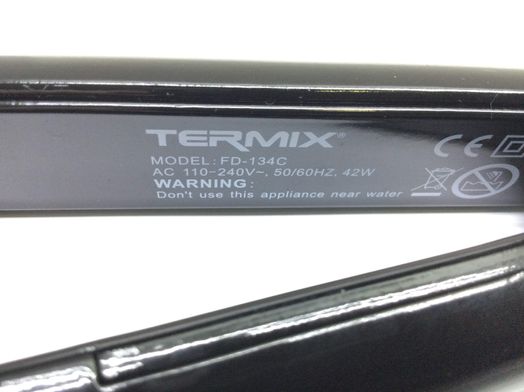 TERMIX®
MODEL: FD-134C
AC 110-240V~, 50/60HZ, 42W
WARNING:
Don't use this appliance near water
CE